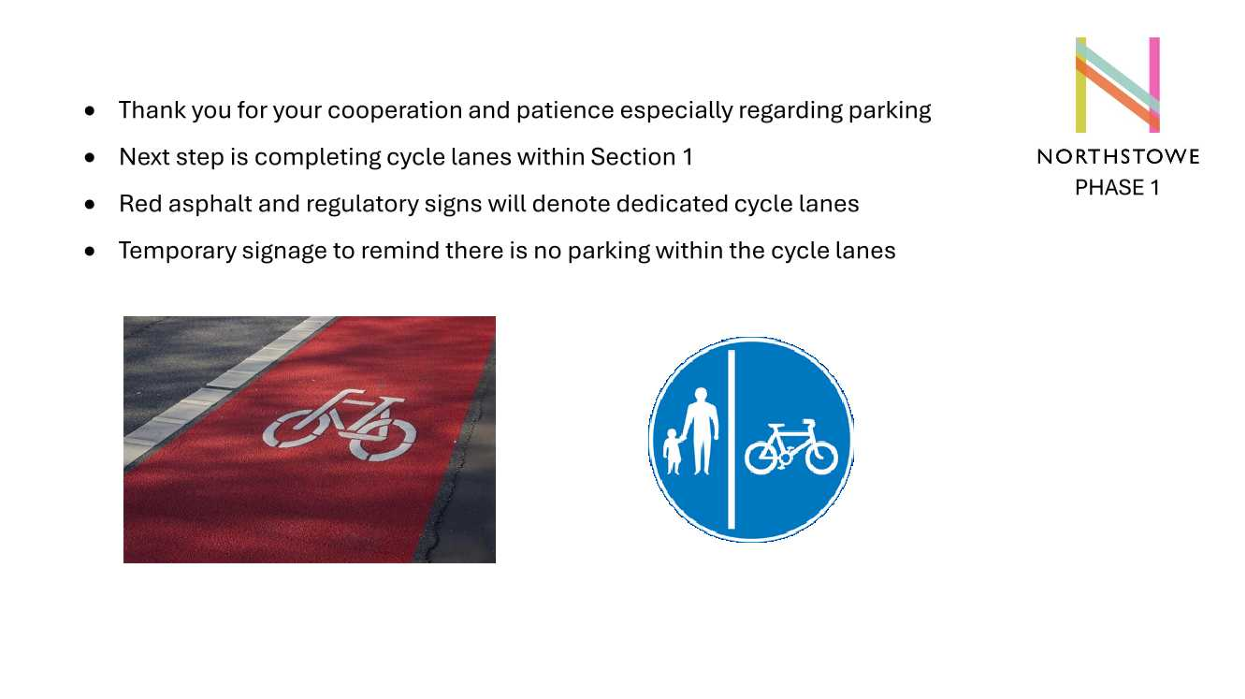 • Thank you for your cooperation and patience especially regarding parking
• Next step is completing cycle lanes within Section 1
• Red asphalt and regulatory signs will denote dedicated cycle lanes
• Temporary signage to remind there is no parking within the cycle lanes
NORTHSTOWE
PHASE 1